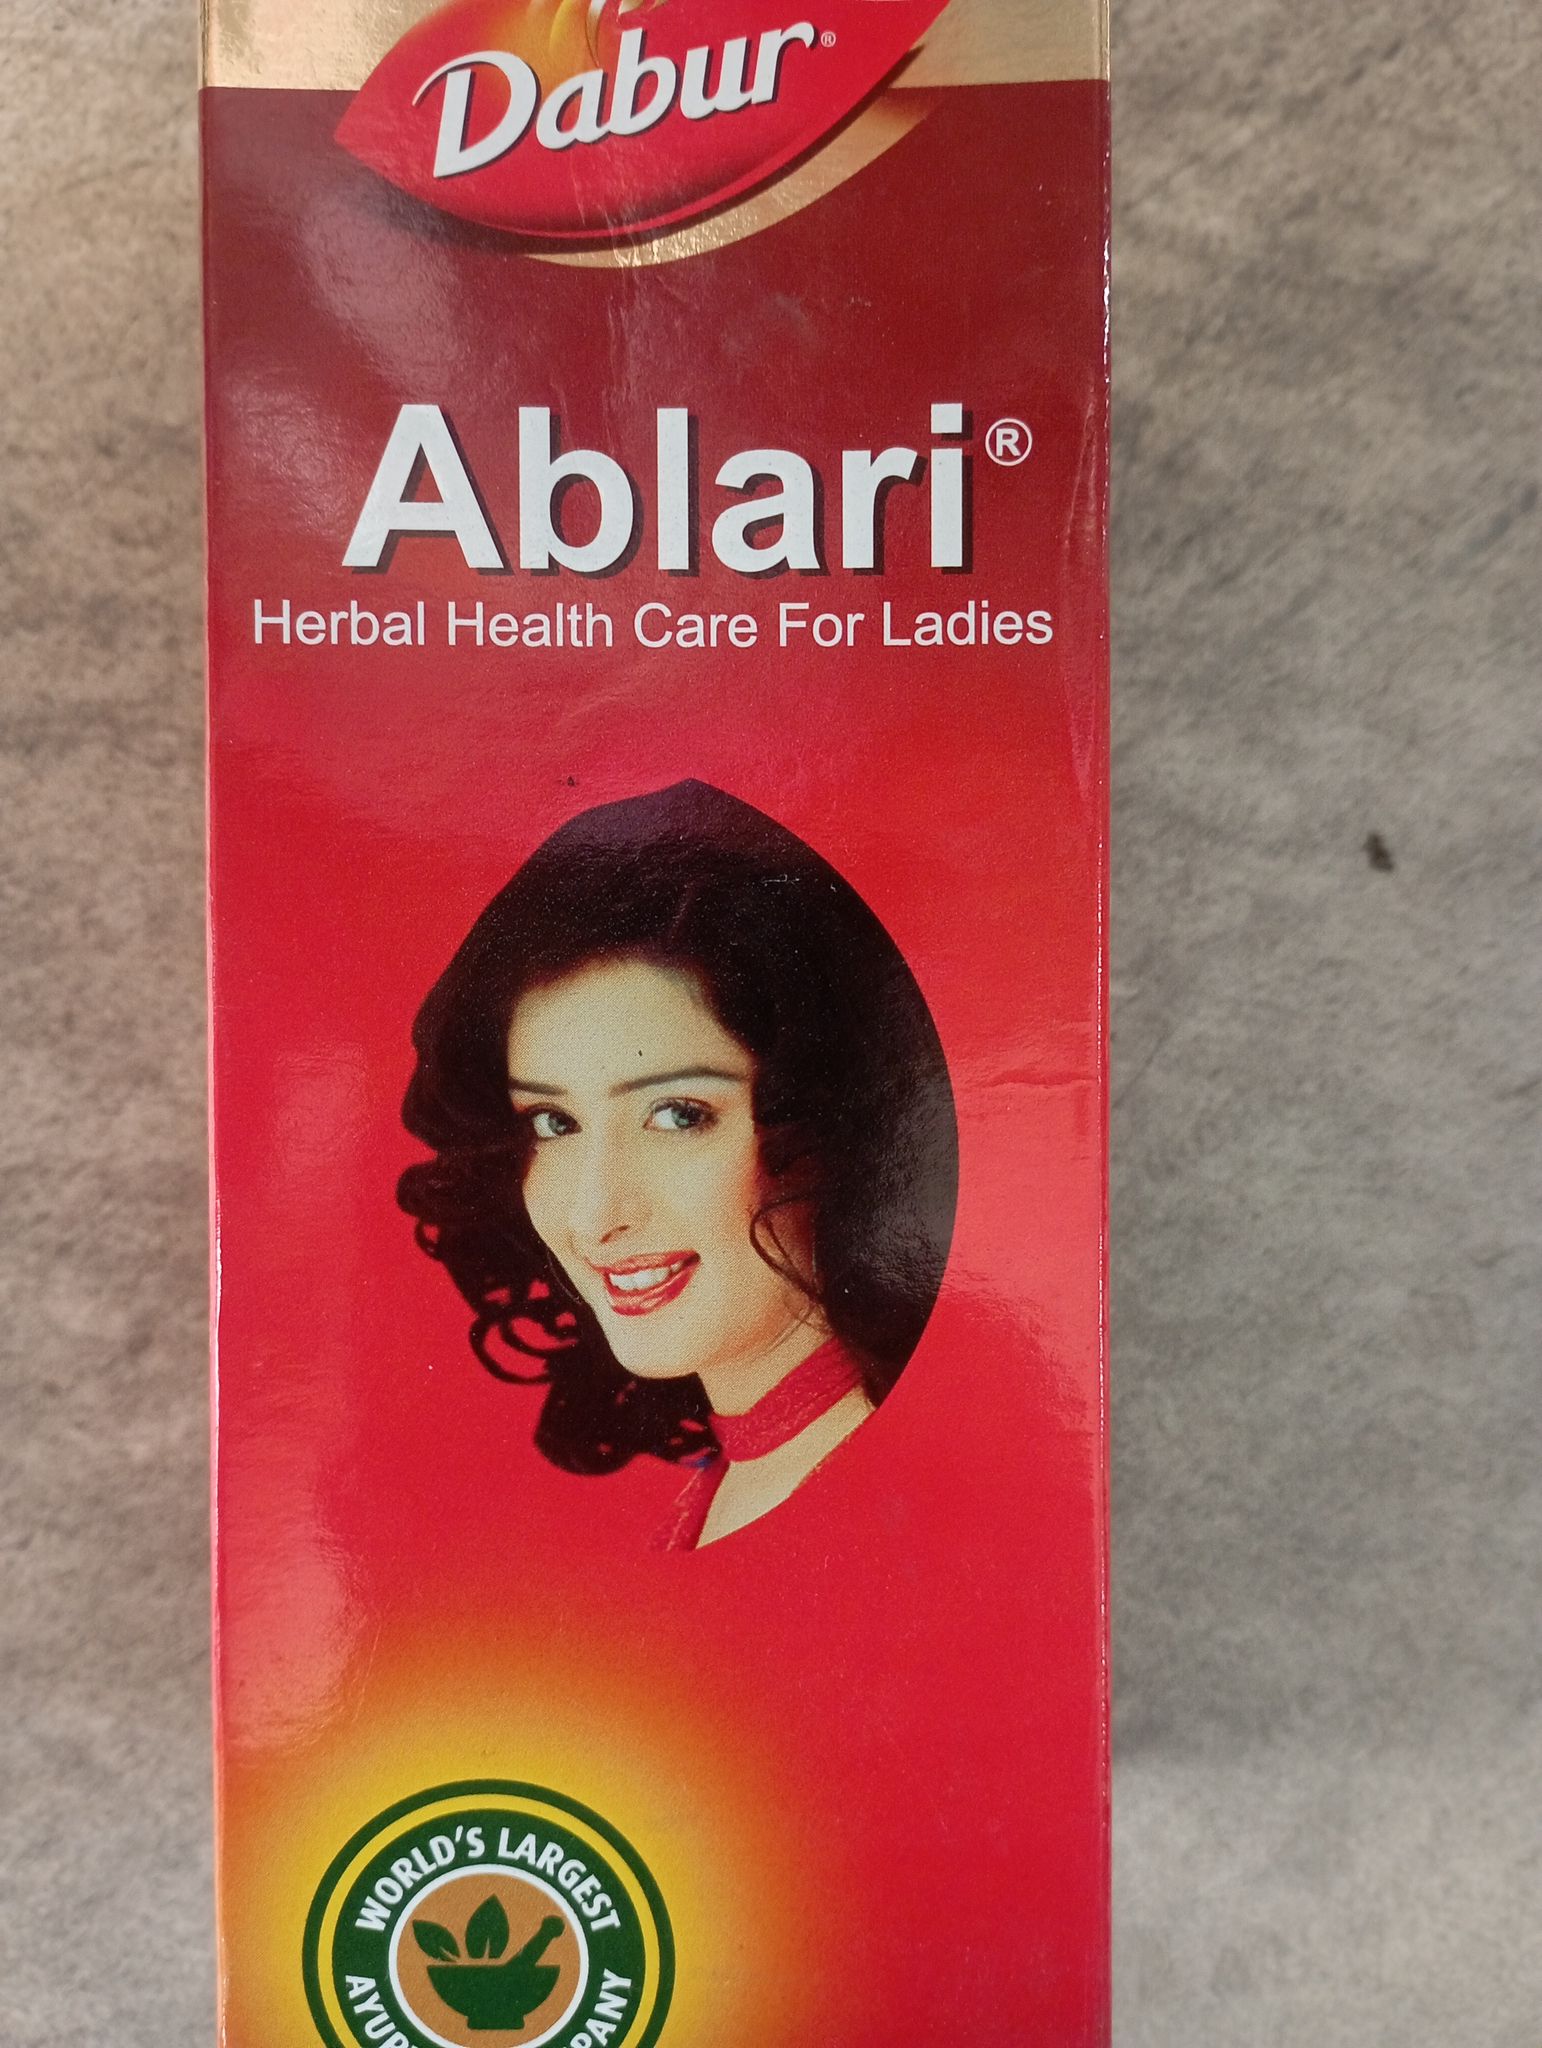 Dabur®
Ablari®
Herbal Health Care For Ladies
WORLD'S LARGEST